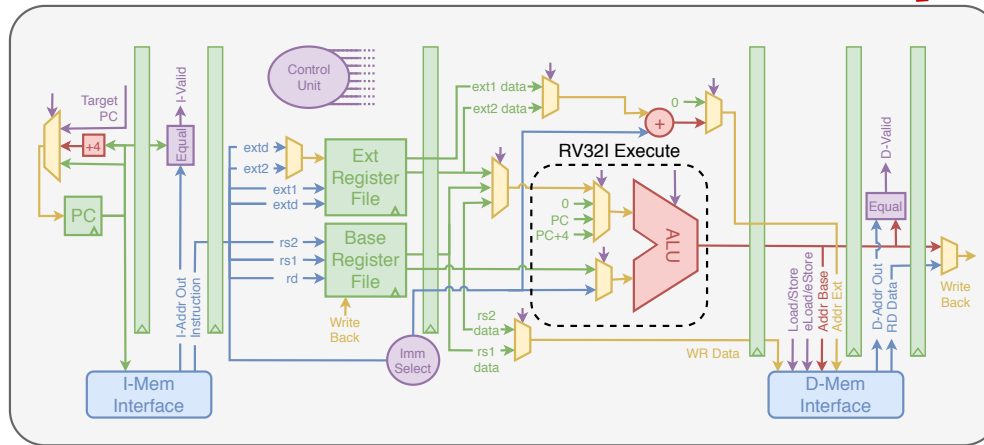 Target
PC
+4
PC
I-Valid
Equal
I-Addr Out
Instruction
I-Mem
Interface
Control
Unit
extd
ext2
ext1
extd
Ext
Register
File
rs2
rs1
rd
Base
Register
File
Write
Back
Imm
Select
ext1 data
ext2 data
rs2
data
rs1
data
0
+
RV32I Execute
0
PC
PC+4
ALU
WR Data
Load/Store
eLoad/eStore
Addr Base
Addr Ext
D-Valid
Equal
D-Addr Out
RD Data
D-Mem
Interface
Write
Back